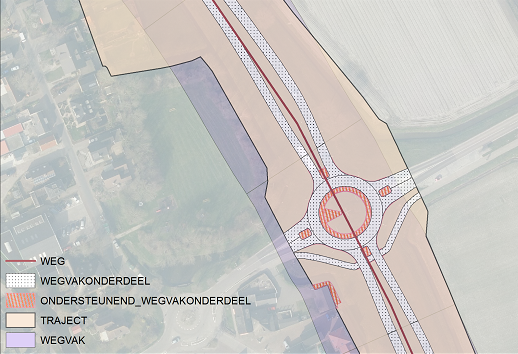 WEG
WEGVAKONDERDEEL
ONDERSTEUNEND_WEGVAKONDERDEEL
TRAJECT
WEGVAK